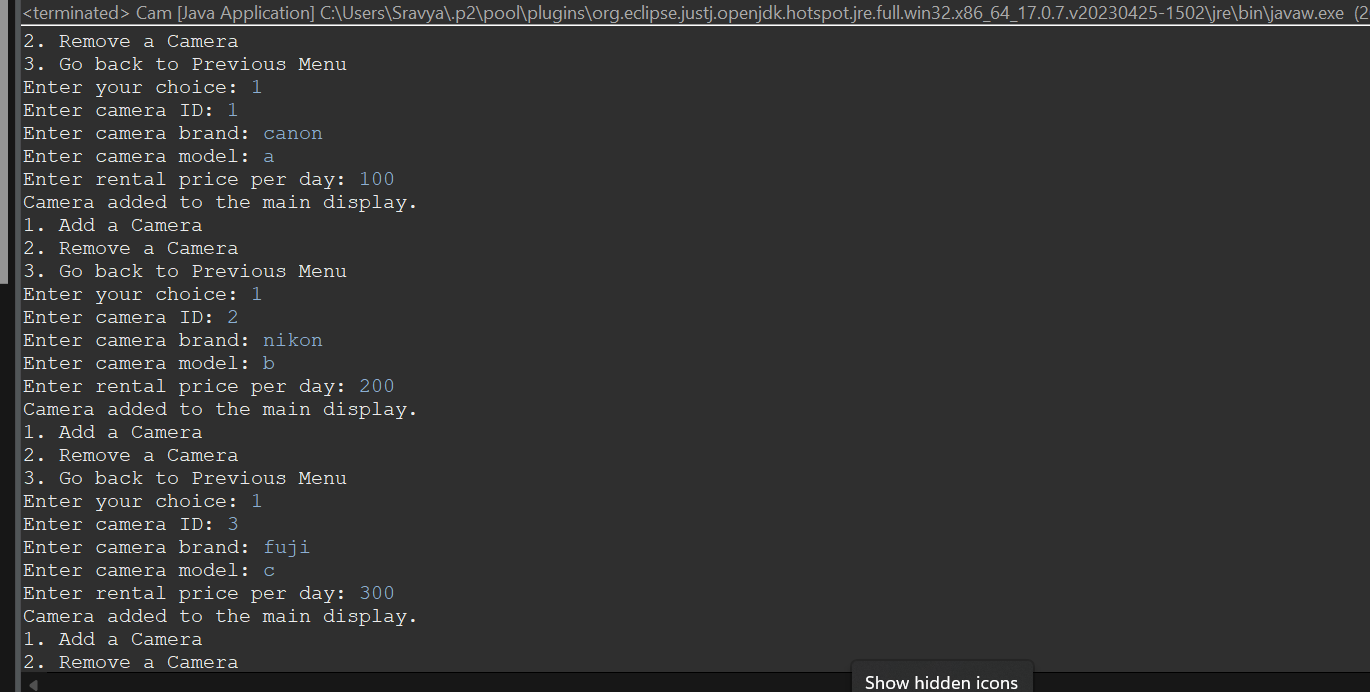 <terminated> Cam [Java Application] C:\Users\Sravya\.p2\pool\plugins\org.eclipse.justj.openjdk.hotspot.jre.full.win32.x86_64_17.0.7.v20230425-1502\jre\bin\javaw.exe (2
2. Remove a Camera
3. Go back to Previous Menu
Enter your choice: 1
Enter camera ID: 1
Enter camera brand: canon
Enter camera model: a
Enter rental price per day: 100
Camera added to the main display.
1. Add a Camera
2. Remove a Camera
3. Go back to Previous Menu
Enter your choice: 1
Enter camera ID: 2
Enter camera brand: nikon
Enter camera model: b
Enter rental price per day: 200
Camera added to the main display.
1. Add a Camera
2. Remove a Camera
3. Go back to Previous Menu
Enter your choice: 1
Enter camera ID: 3
Enter camera brand: fuji
Enter camera model: c
Enter rental price per day: 300
Camera added to the main display.
1. Add a Camera
2. Remove a Camera
Show hidden icons